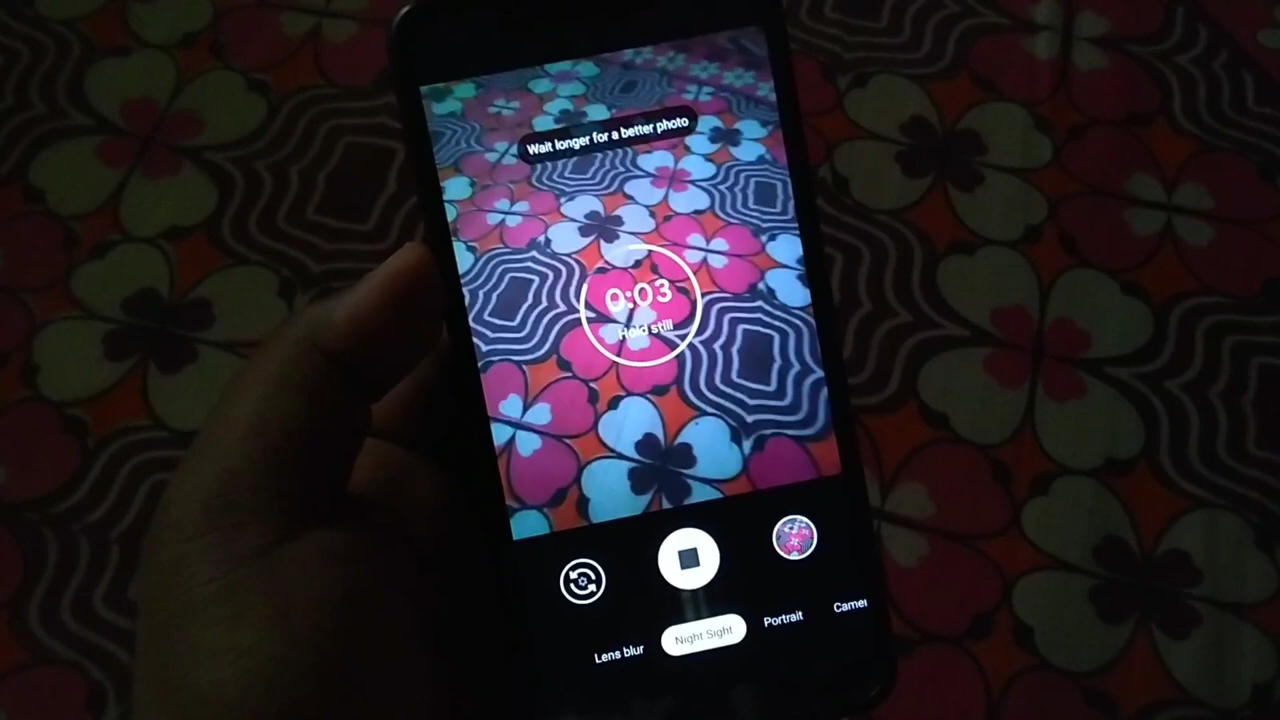 Wait longer for a better photo
0:03
Hold still
Lens blur
Night Sight
Portrait
Camer